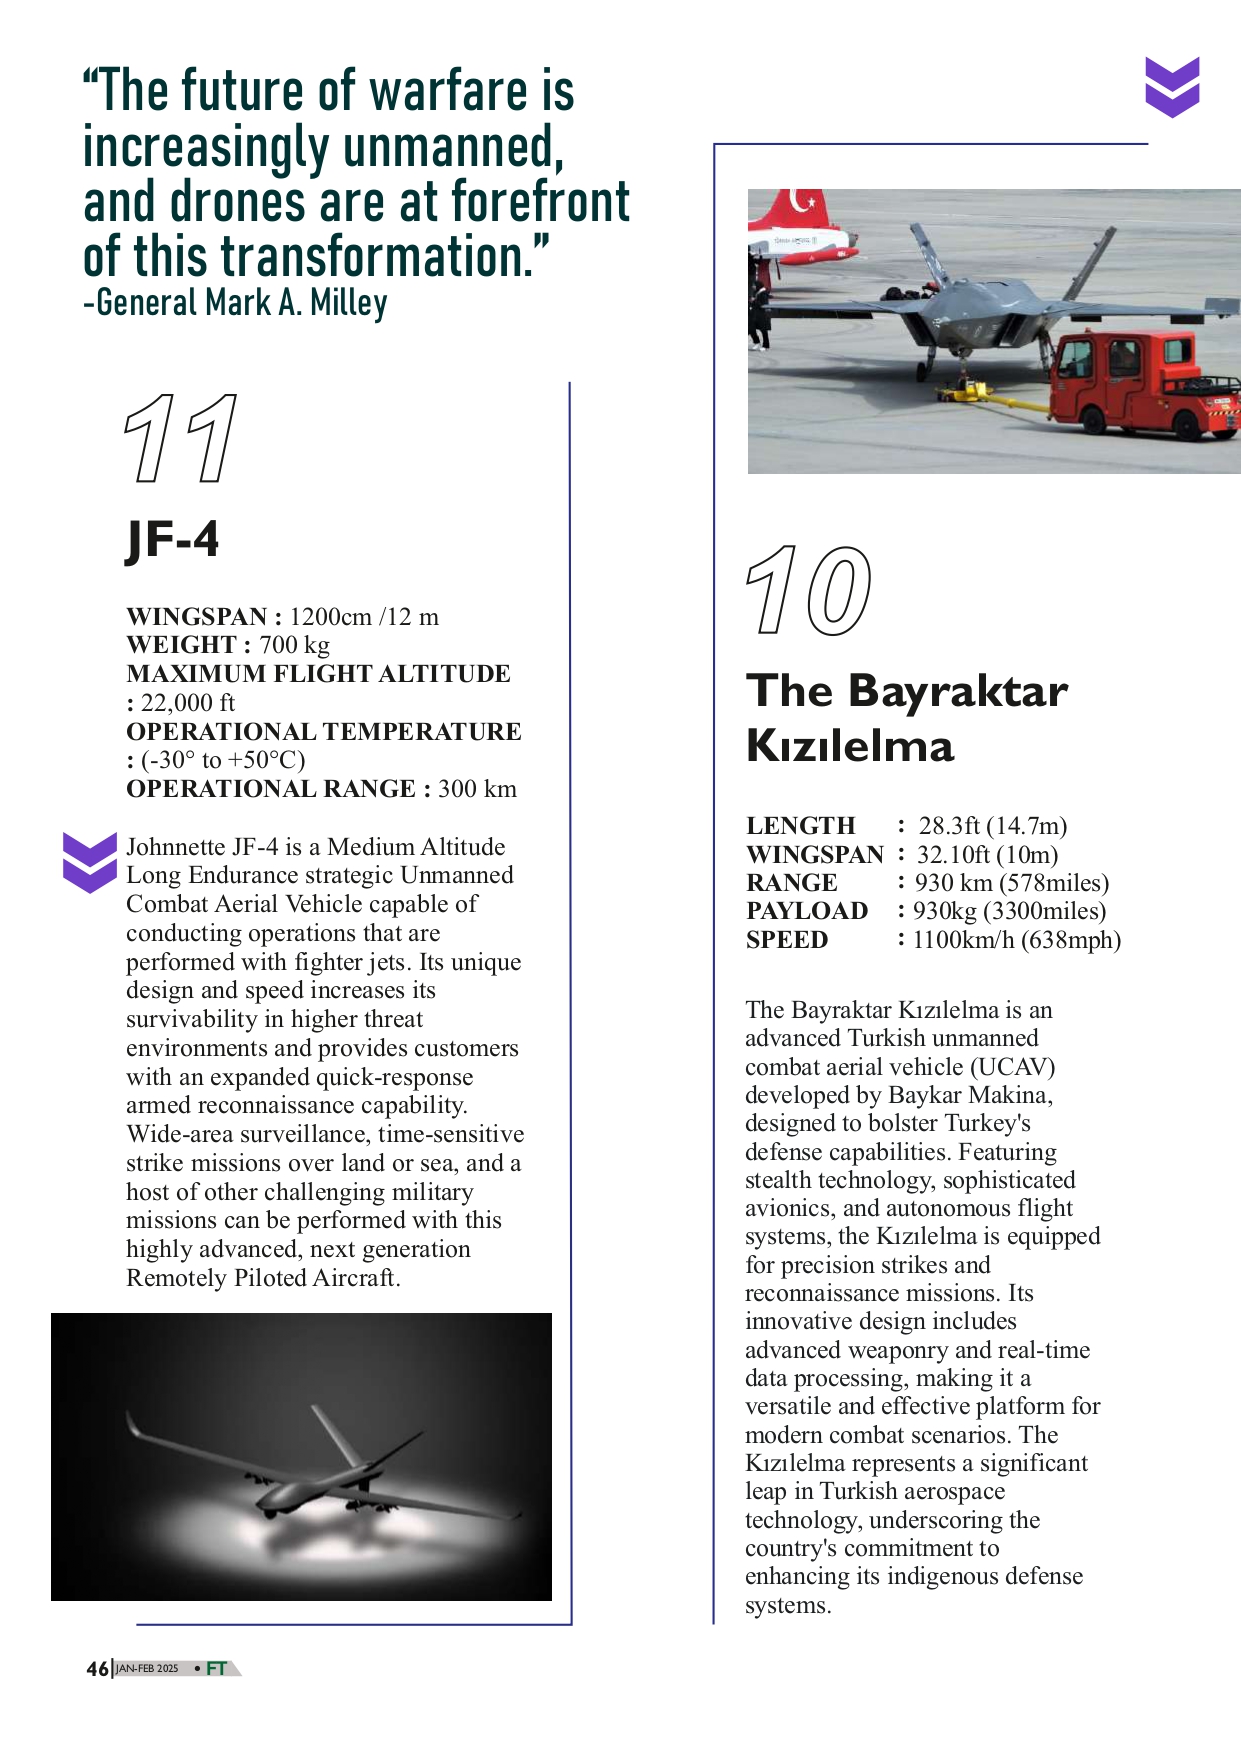 “The future of warfare is
increasingly unmanned,
and drones are at forefront
of this transformation.”
-General Mark A. Milley
11
JF-4
WINGSPAN : 1200cm /12 m
WEIGHT : 700 kg
MAXIMUM FLIGHT ALTITUDE
: 22,000 ft
OPERATIONAL TEMPERATURE
: (-30° to +50°C)
OPERATIONAL RANGE : 300 km
Johnnette JF-4 is a Medium Altitude
Long Endurance strategic Unmanned
Combat Aerial Vehicle capable of
conducting operations that are
performed with fighter jets. Its unique
design and speed increases its
survivability in higher threat
environments and provides customers
with an expanded quick-response
armed reconnaissance capability.
Wide-area surveillance, time-sensitive
strike missions over land or sea, and a
host of other challenging military
missions can be performed with this
highly advanced, next generation
Remotely Piloted Aircraft.
10
The Bayraktar
Kızılelma
LENGTH : 28.3ft (14.7m)
WINGSPAN : 32.10ft (10m)
RANGE : 930 km (578miles)
PAYLOAD : 930kg (3300miles)
SPEED : 1100km/h (638mph)
The Bayraktar Kızılelma is an
advanced Turkish unmanned
combat aerial vehicle (UCAV)
developed by Baykar Makina,
designed to bolster Turkey's
defense capabilities. Featuring
stealth technology, sophisticated
avionics, and autonomous flight
systems, the Kızılelma is equipped
for precision strikes and
reconnaissance missions. Its
innovative design includes
advanced weaponry and real-time
data processing, making it a
versatile and effective platform for
modern combat scenarios. The
Kızılelma represents a significant
leap in Turkish aerospace
technology, underscoring the
country's commitment to
enhancing its indigenous defense
systems.
46 JAN-FEB 2025 • FT